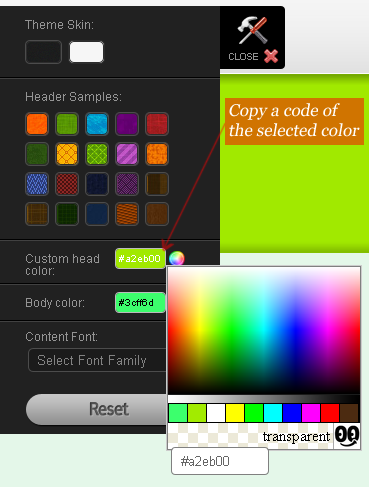 Theme Skin:
CLOSE
Header Samples:
Copy a code of
the selected color
Custom head
color:
#a2eb00
Body color:
#3cff6d
Content Font:
Select Font Family
Reset
transparent
#a2eb00